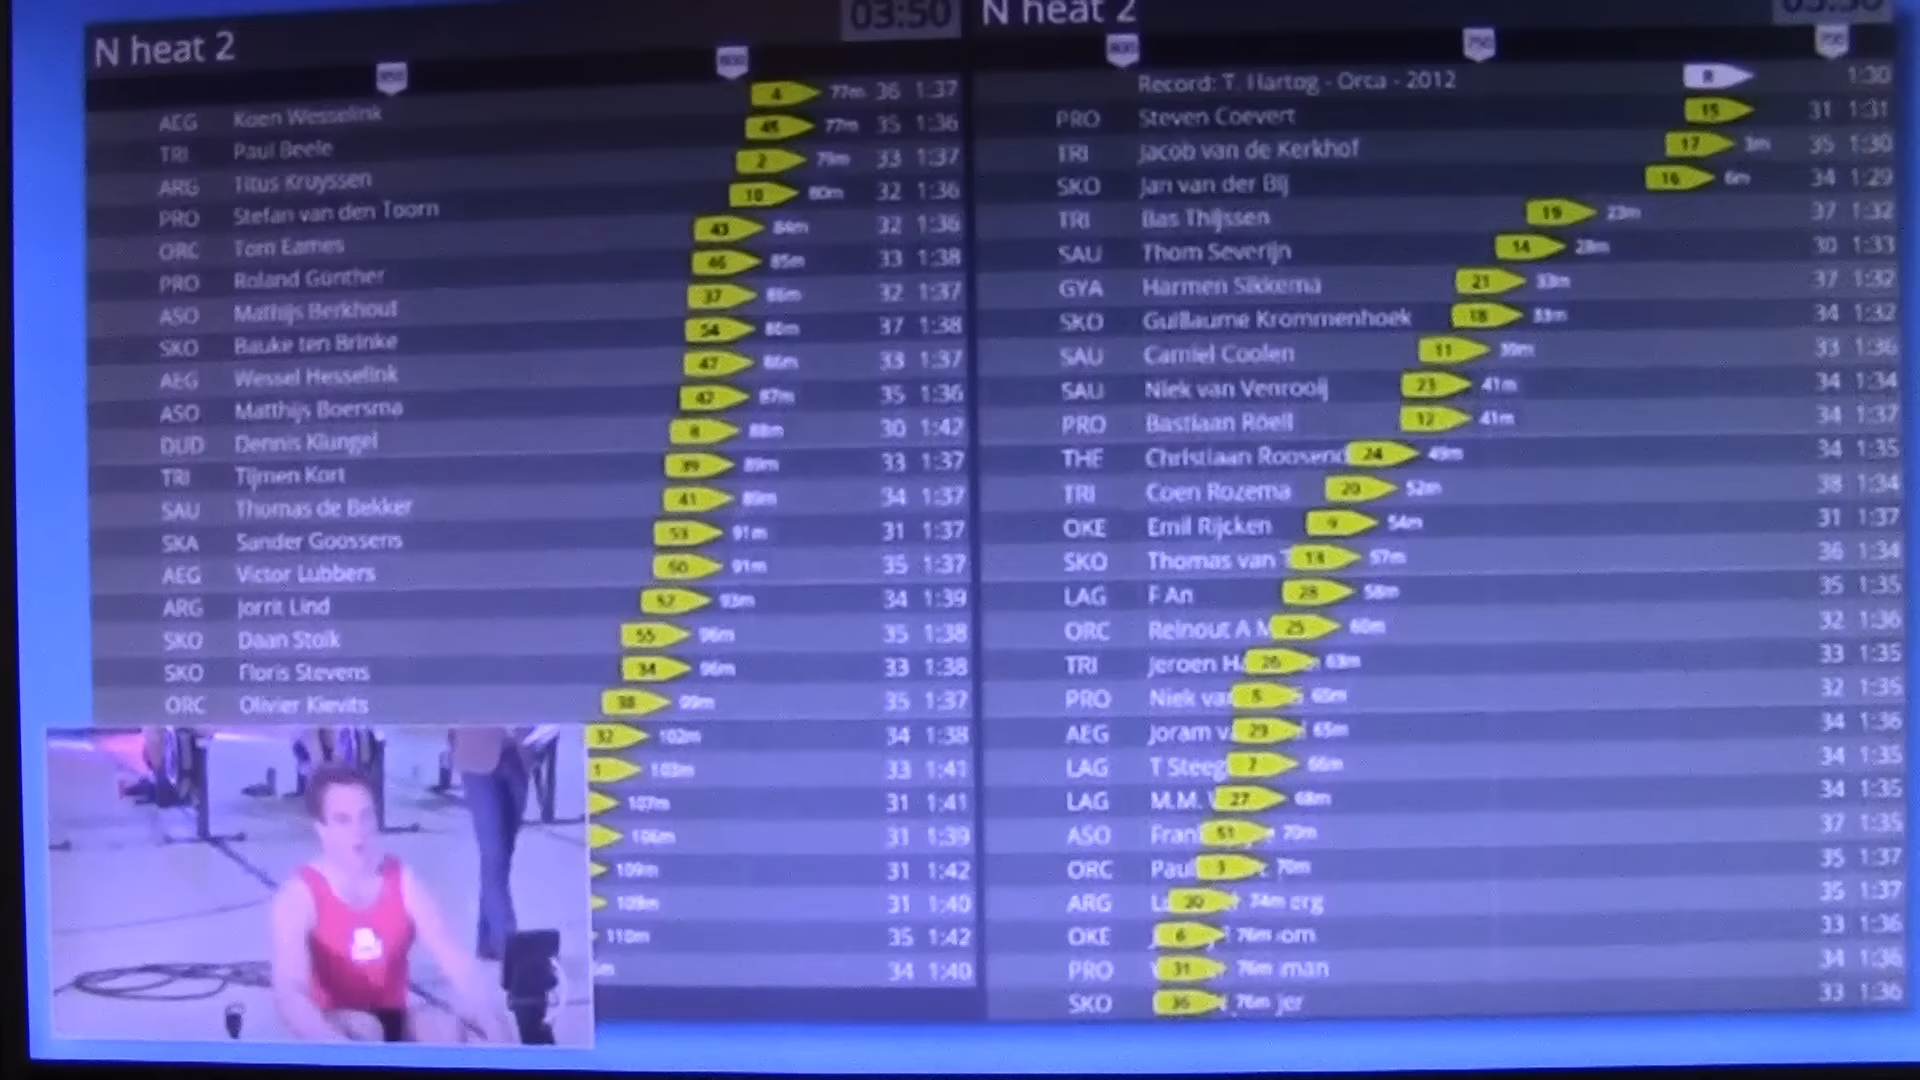 N heat 2
03:50
850
800
4 77m 36 1:37
AEG Koen Wesselink 45 77m 35 1:36
TRI Paul Beele 2 79m 33 1:37
ARG Titus Kruyssen 10 80m 32 1:36
PRO Stefan van den Toorn 43 84m 32 1:36
ORC Tom Eames 46 85m 33 1:38
PRO Roland Günther 37 86m 32 1:37
ASO Mathijs Berkhout 54 86m 37 1:38
SKO Bauke ten Brinke 47 86m 33 1:37
AEG Wessel Hesselink 42 87m 35 1:36
ASO Matthijs Boersma 8 88m 30 1:42
DUD Dennis Klungel 39 89m 33 1:37
TRI Tijmen Kort 41 89m 34 1:37
SAU Thomas de Bekker 53 91m 31 1:37
SKA Sander Goossens 50 91m 35 1:37
AEG Victor Lubbers 57 93m 34 1:39
ARG Jorrit Lind 55 96m 35 1:38
SKO Daan Stolk 34 96m 33 1:38
SKO Floris Stevens 38 99m 35 1:37
ORC Olivier Kievits 32 102m 34 1:38
1 103m 33 1:41
107m 31 1:41
106m 31 1:39
109m 31 1:42
109m 31 1:40
110m 35 1:42
34 1:40
N heat 2
800
750
700
Record: T. Hartog - Orca - 2012 R 1:30
PRO Steven Coevert 15 31 1:31
TRI Jacob van de Kerkhof 17 3m 35 1:30
SKO Jan van der Bij 16 6m 34 1:29
TRI Bas Thijssen 19 23m 37 1:32
SAU Thom Severijn 14 28m 30 1:33
GYA Harmen Sikkema 21 33m 37 1:32
SKO Guillaume Krommenhoek 18 33m 34 1:32
SAU Camiel Coolen 11 39m 33 1:36
SAU Niek van Venrooij 23 41m 34 1:34
PRO Bastiaan Röell 12 41m 34 1:37
THE Christiaan Roosend 24 49m 34 1:35
TRI Coen Rozema 20 52m 38 1:34
OKE Emil Rijcken 9 54m 31 1:37
SKO Thomas van 13 57m 36 1:34
LAG F An 28 58m 35 1:35
ORC Reinout A M 25 60m 32 1:36
TRI Jeroen H 26 63m 33 1:35
PRO Niek va 5 65m 32 1:35
AEG Joram v 29 65m 34 1:36
LAG T Steeg 7 66m 34 1:35
LAG M.M. 27 68m 34 1:35
ASO Fran 51 70m 37 1:35
ORC Paul 3 70m 35 1:37
ARG 30 74m erg 35 1:37
OKE 6 76m om 33 1:36
PRO 31 76m man 34 1:36
SKO 36 76m jer 33 1:36